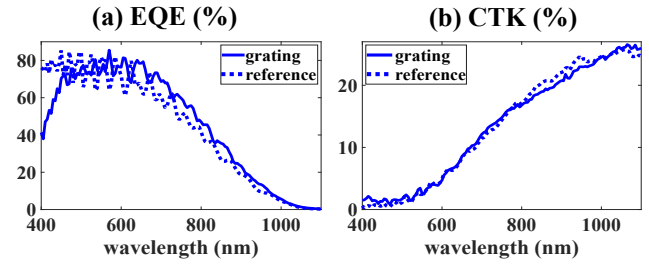 (a) EQE (%)
80
60
40
20
0
400
600
800
1000
wavelength (nm)
grating
reference
(b) CTK (%)
20
10
0
400
600
800
1000
wavelength (nm)
grating
reference